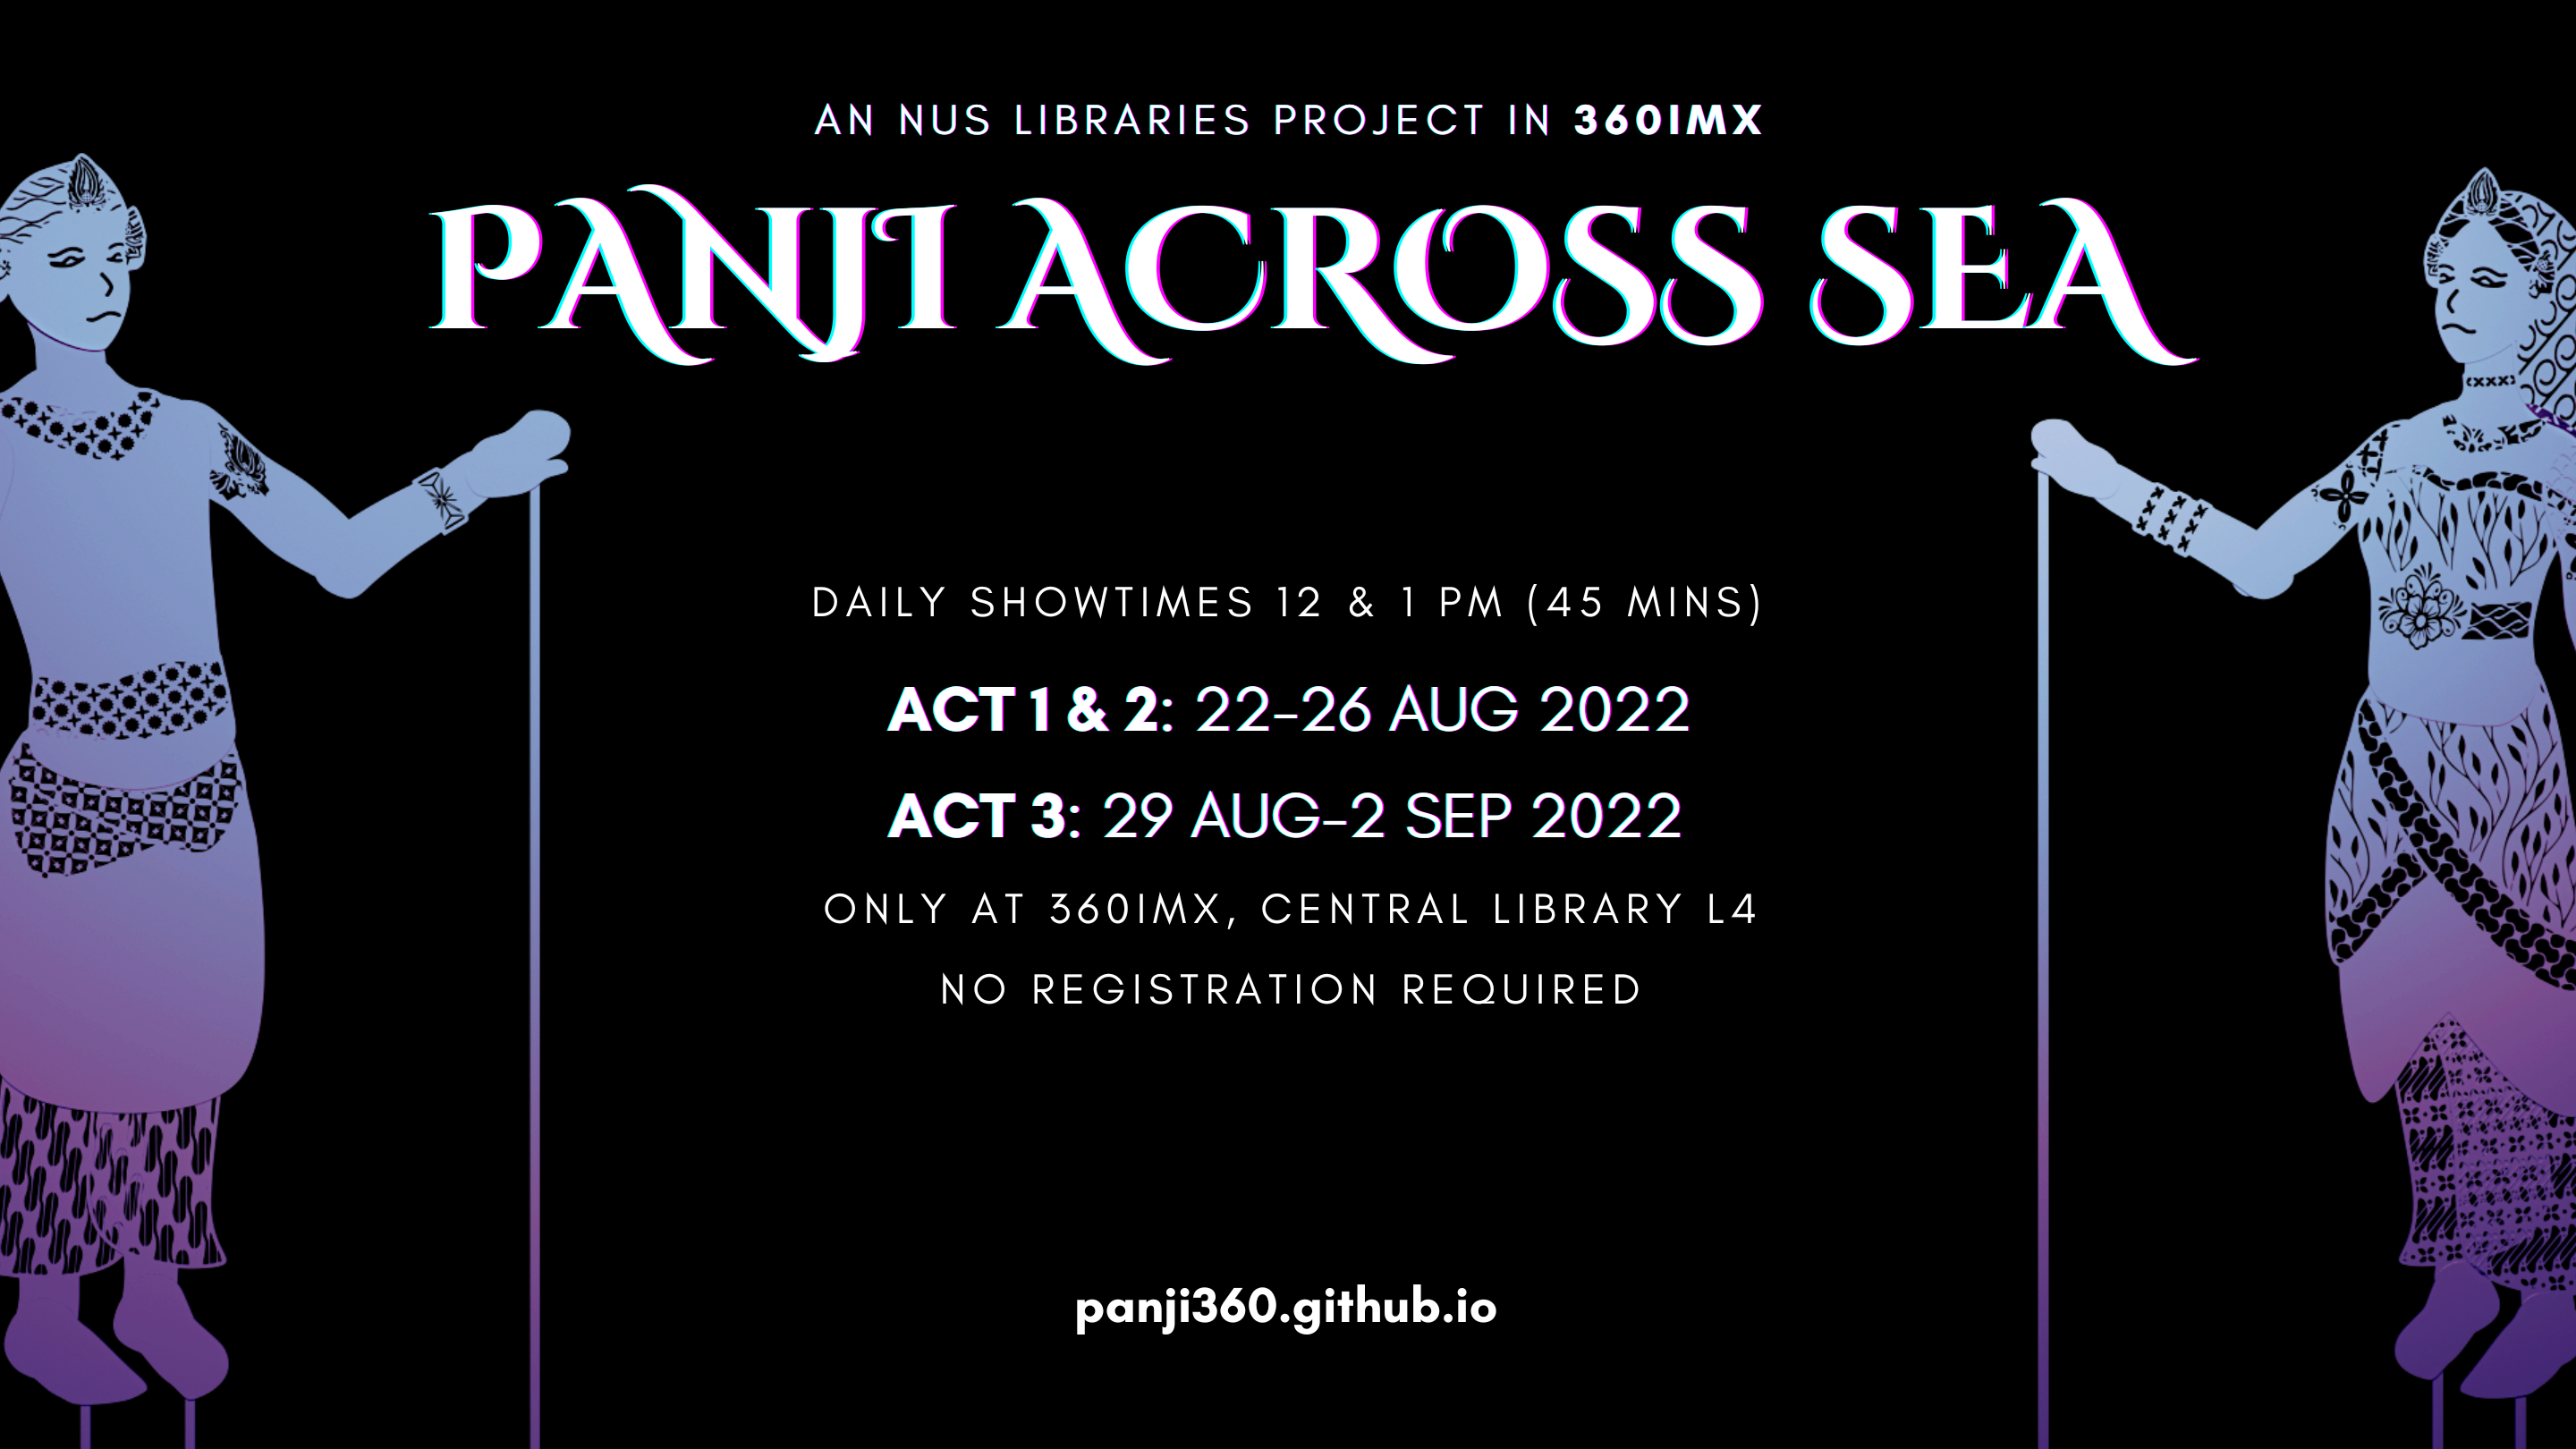 AN NUS LIBRARIES PROJECT IN 360IMX
PANJI ACROSS SEA
DAILY SHOWTIMES 12 & 1 PM (45 MINS)
ACT 1 & 2: 22–26 AUG 2022
ACT 3: 29 AUG–2 SEP 2022
ONLY AT 360IMX, CENTRAL LIBRARY L4
NO REGISTRATION REQUIRED
panji360.github.io